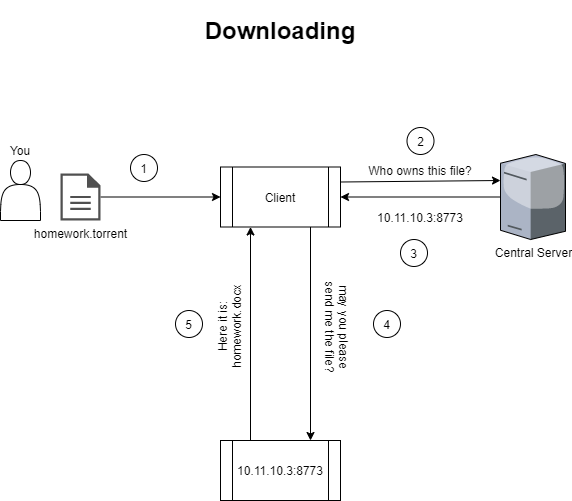 Downloading
You
1
homework.torrent
Client
2
Who owns this file?
10.11.10.3:8773
3
Central Server
5
Here it is:
homework.docx
may you please
send me the file?
4
10.11.10.3:8773